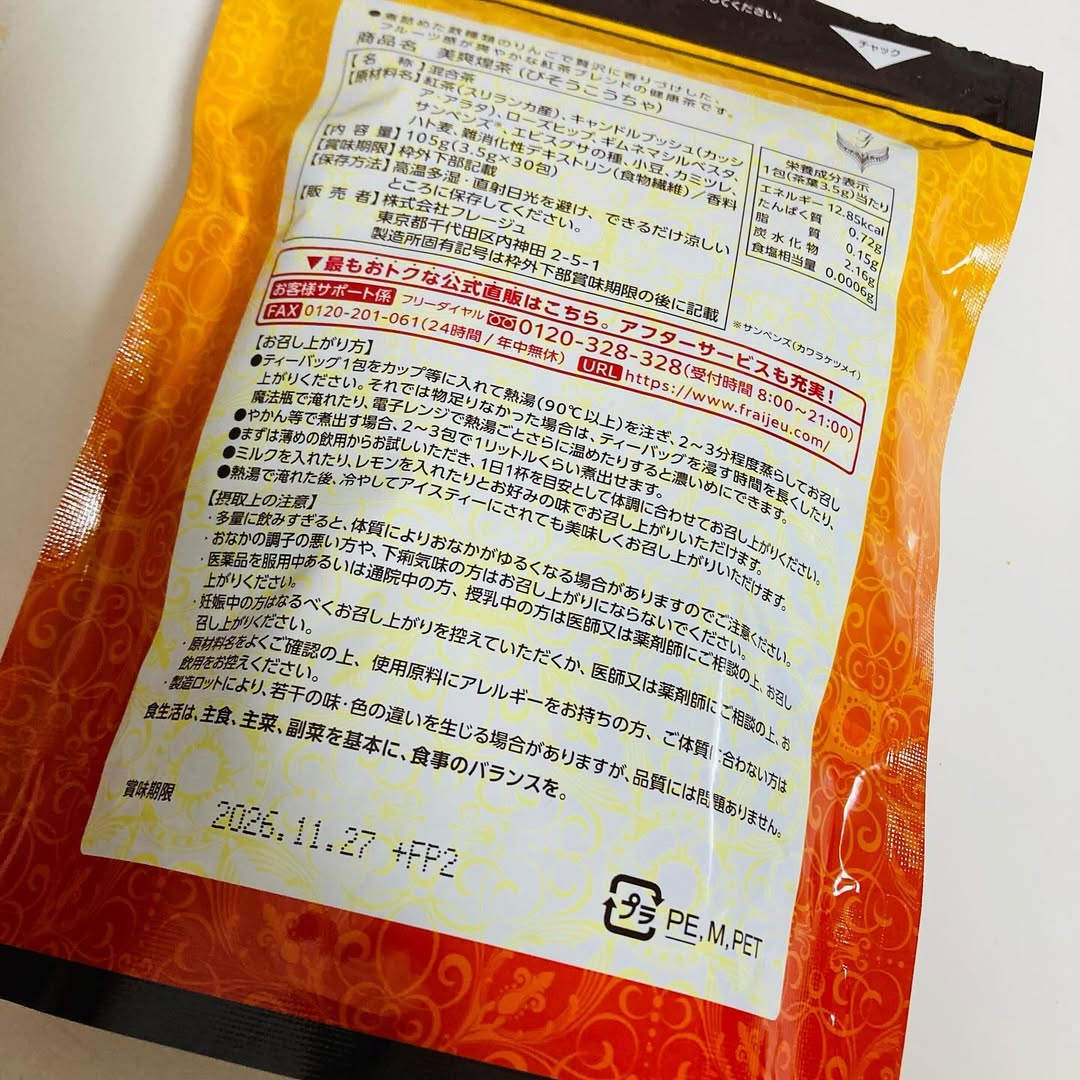 てください。
チャック
●煮詰めた数種類のりんごで贅沢に香りづけした、
フルーツ感が爽やかな紅茶ブレンドの健康茶です。
商品名 美爽煌茶(びそうこうちゃ)
【名 称】混合茶
【原材料名】紅茶(スリランカ産)、キャンドルブッシュ(カッシ
ア・アラタ)、ローズヒップ、ギムネマシルベスタ、
サンペンズ※、エビスグサの種、小豆、カミツレ、
ハト麦、難消化性デキストリン(食物繊維)/香料
【内 容 量】105g(3.5g×30包)
【賞味期限】枠外下部記載
【保存方法】高温多湿・直射日光を避け、できるだけ涼しい
ところに保存してください。
【販 売 者】株式会社フレージュ
東京都千代田区内神田 2-5-1
製造所固有記号は枠外下部賞味期限の後に記載
栄養成分表示
1包(茶葉3.5g)当たり
エネルギー 12.85kcal
たんぱく質 0.72g
脂 質 0.15g
炭水化物 2.16g
食塩相当量 0.0006g
※サンペンズ(カワラケツメイ)
▼最もおトクな公式直販はこちら。アフターサービスも充実!
お客様サポート係 フリーダイヤル 0120-328-328(受付時間 8:00~21:00)
FAX 0120-201-061(24時間/年中無休) URL https://www.fraijeu.com/
【お召し上がり方】
●ティーバッグ1包をカップ等に入れて熱湯(90℃以上)を注ぎ、2~3分程度蒸らしてお召し
上がりください。それでは物足りなかった場合は、ティーバッグを浸す時間を長くしたり、
魔法瓶で淹れたり、電子レンジで熱湯ごとさらに温めたりすると濃いめにできます。
●やかん等で煮出す場合、2~3包で1リットルくらい煮出せます。
●まずは薄めの飲用からお試しいただき、1日1杯を目安として体調に合わせてお召し上がりください。
●ミルクを入れたり、レモンを入れたりとお好みの味でお召し上がりいただけます。
●熱湯で淹れた後、冷やしてアイスティーにされても美味しくお召し上がりいただけます。
【摂取上の注意】
・多量に飲みすぎると、体質によりおなかがゆるくなる場合がありますのでご注意ください。
・おなかの調子の悪い方や、下痢気味の方はお召し上がりにならないでください。
・医薬品を服用中あるいは通院中の方、授乳中の方は医師又は薬剤師にご相談の上、お召し
上がりください。
・妊娠中の方はなるべくお召し上がりを控えていただくか、医師又は薬剤師にご相談の上、お
召し上がりください。
・原材料名をよくご確認の上、使用原料にアレルギーをお持ちの方、ご体質に合わない方は
飲用をお控えください。
・製造ロットにより、若干の味・色の違いを生じる場合がありますが、品質には問題ありません。
食生活は、主食、主菜、副菜を基本に、食事のバランスを。
賞味期限
2026.11.27 +FP2
プラ PE,M,PET